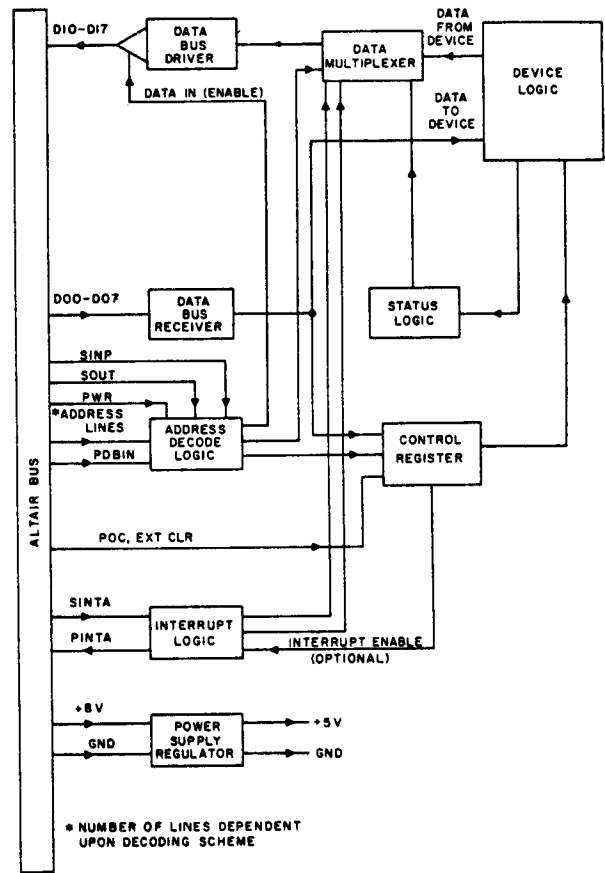 DIO-DI7
DATA
BUS
DRIVER
DATA
MULTIPLEXER
DATA
FROM
DEVICE
DEVICE
LOGIC
DATA IN (ENABLE)
DATA
TO
DEVICE
DOO-DO7
DATA
BUS
RECEIVER
STATUS
LOGIC
SINP
SOUT
PWR
*ADDRESS
LINES
PDBIN
ADDRESS
DECODE
LOGIC
CONTROL
REGISTER
ALTAIR BUS
POC, EXT CLR
SINTA
PINTA
INTERRUPT
LOGIC
INTERRUPT ENABLE
(OPTIONAL)
+8V
GND
POWER
SUPPLY
REGULATOR
+5V
GND
* NUMBER OF LINES DEPENDENT
UPON DECODING SCHEME